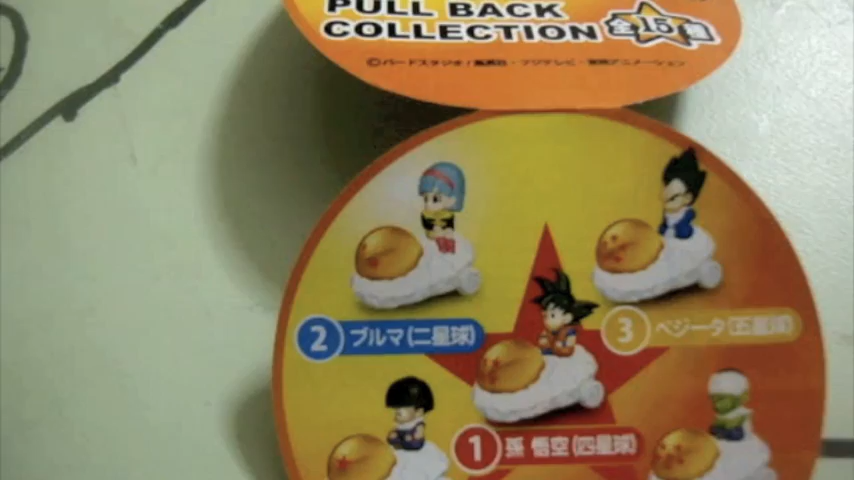 PULL BACK
COLLECTION 全15種
©バードスタジオ / 集英社・フジテレビ・東映アニメーション
2 ブルマ(二星球)
3 ベジータ(五星球)
1 孫 悟空(四星球)